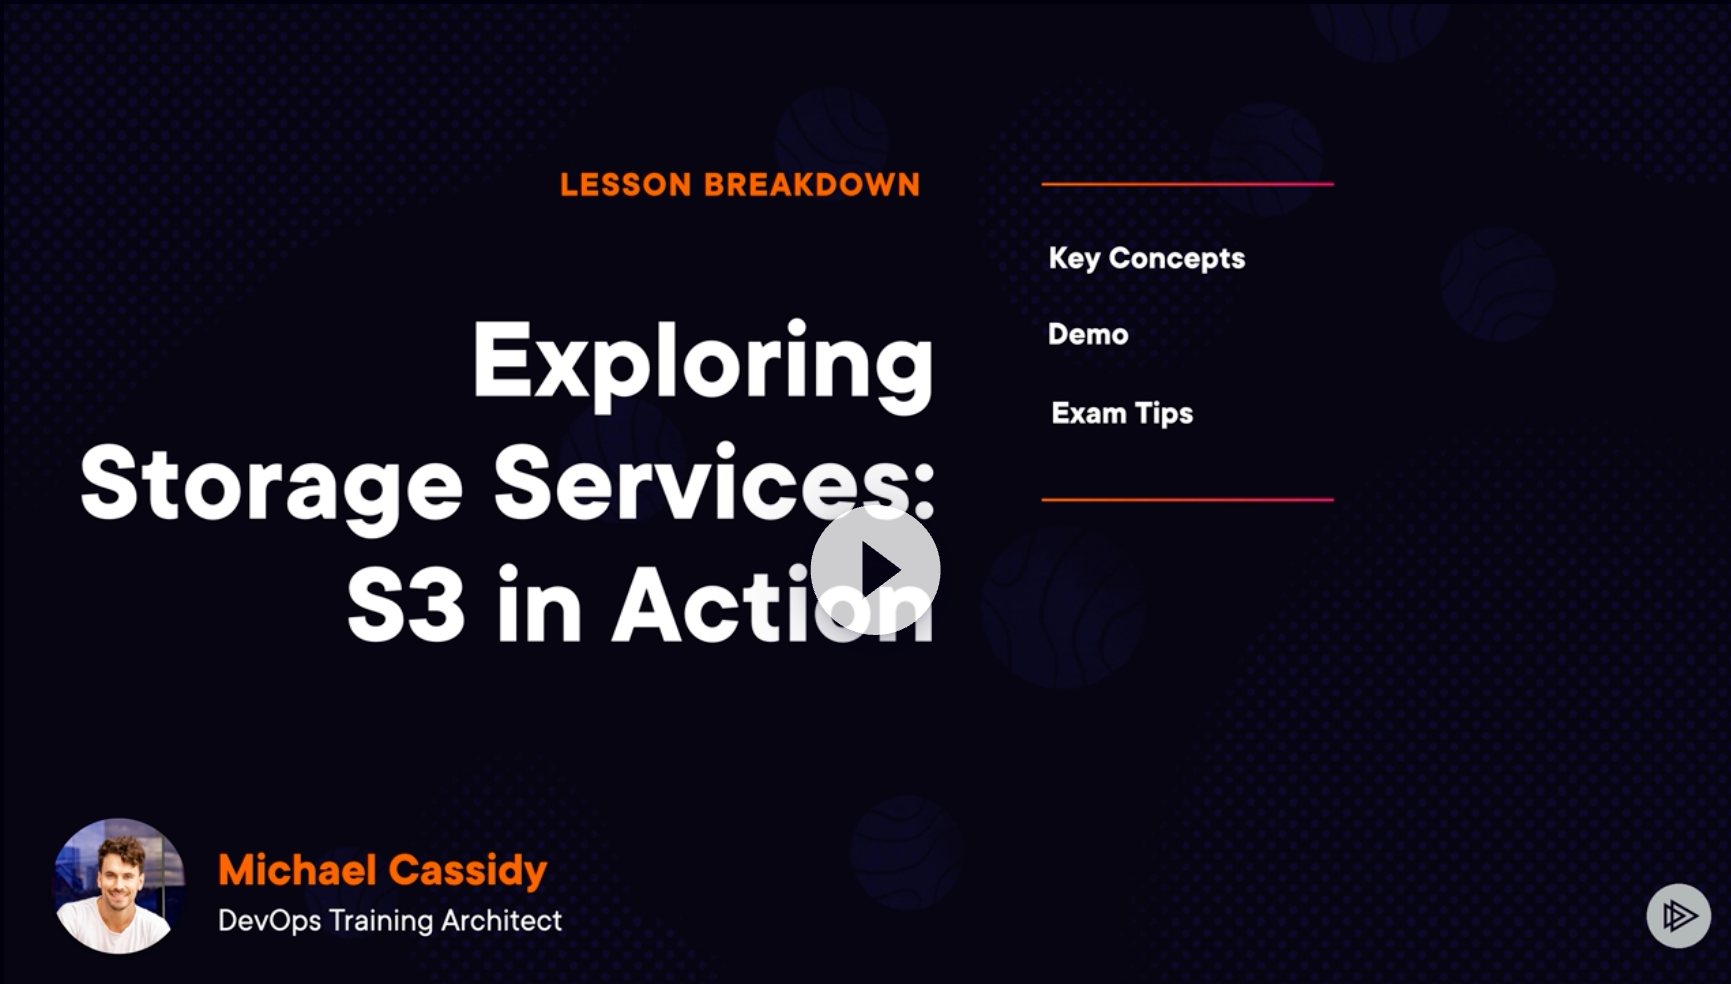 LESSON BREAKDOWN
Exploring
Storage Services:
S3 in Action
Key Concepts
Demo
Exam Tips
Michael Cassidy
DevOps Training Architect